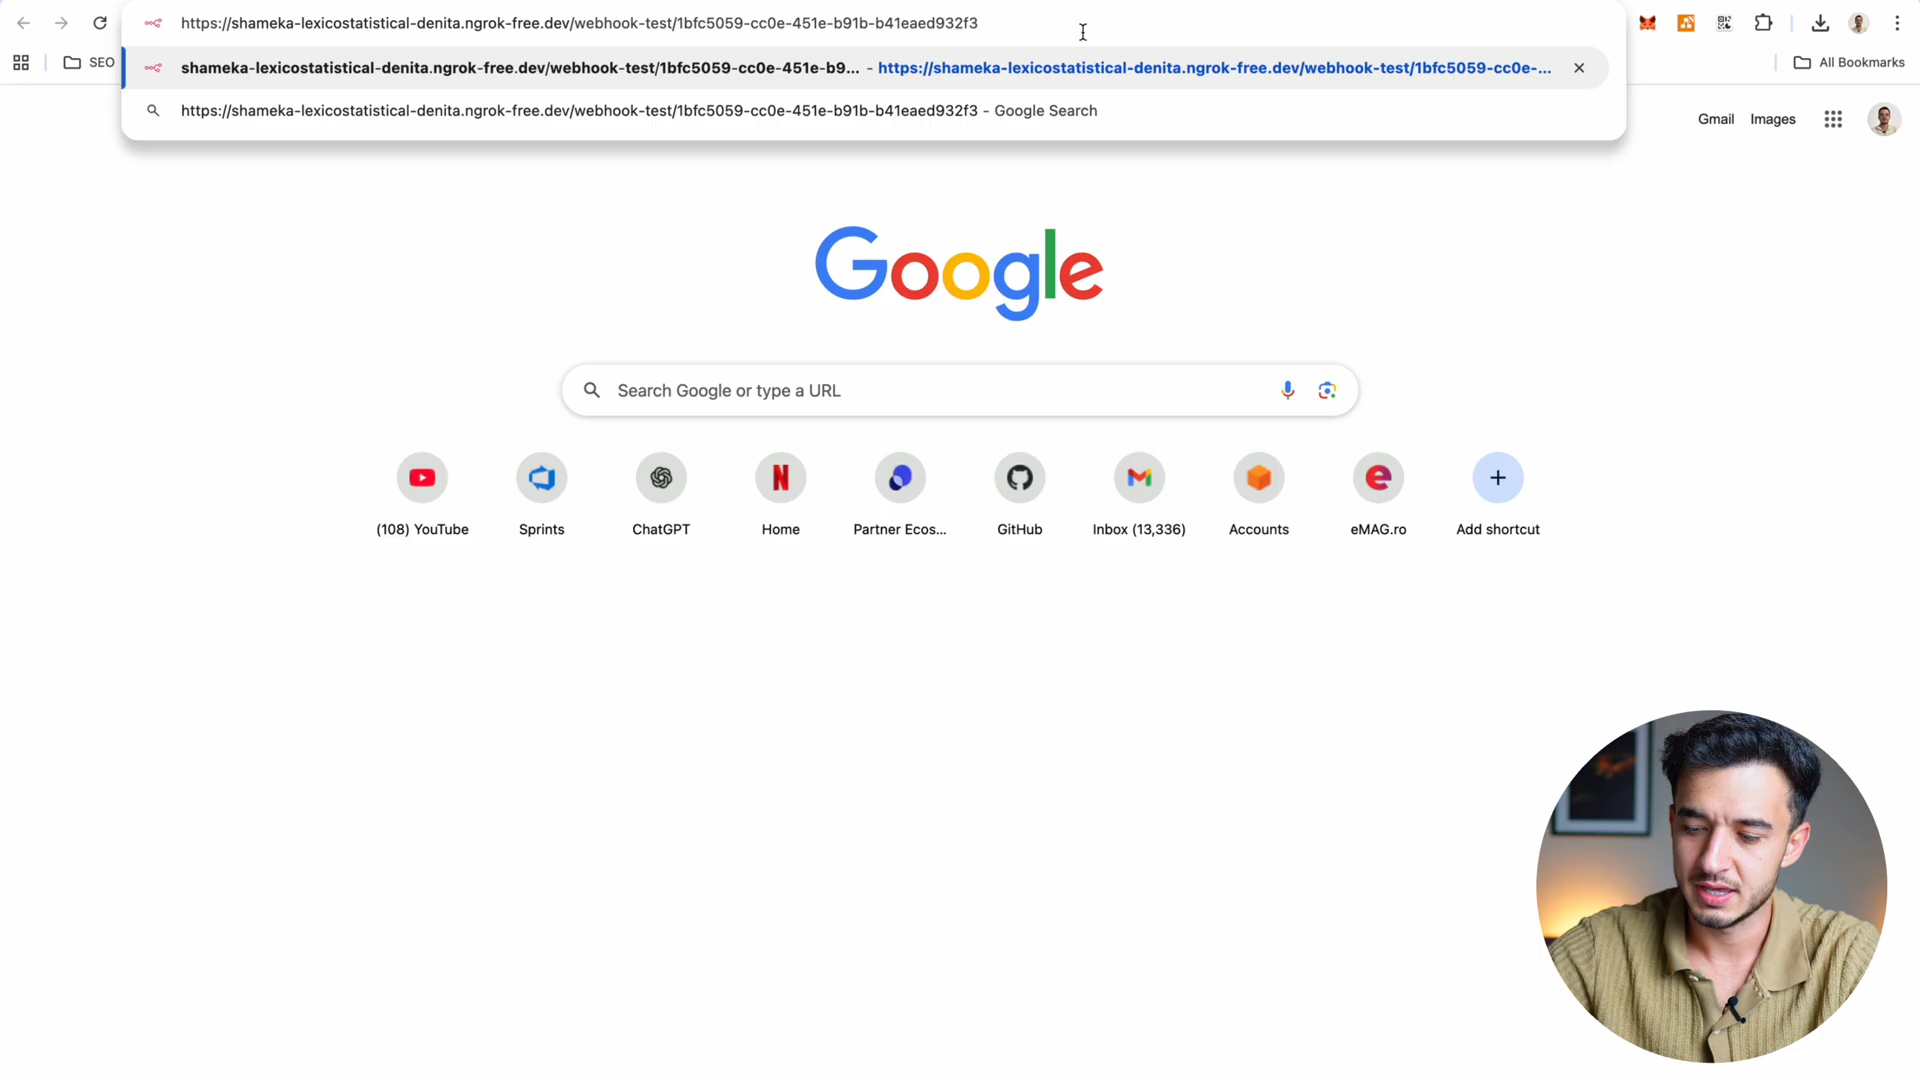 https://shameka-lexicostatistical-denita.ngrok-free.dev/webhook-test/1bfc5059-cc0e-451e-b91b-b41eaed932f3
SEO
shameka-lexicostatistical-denita.ngrok-free.dev/webhook-test/1bfc5059-cc0e-451e-b9... - https://shameka-lexicostatistical-denita.ngrok-free.dev/webhook-test/1bfc5059-cc0e-...
All Bookmarks
https://shameka-lexicostatistical-denita.ngrok-free.dev/webhook-test/1bfc5059-cc0e-451e-b91b-b41eaed932f3 - Google Search
Gmail Images
Google
Search Google or type a URL
(108) YouTube
Sprints
ChatGPT
Home
Partner Ecos...
GitHub
Inbox (13,336)
Accounts
eMAG.ro
Add shortcut